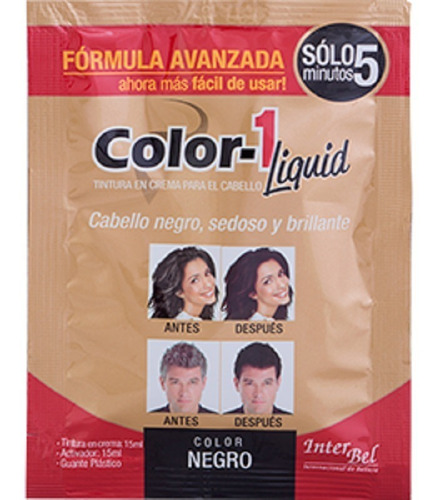 FÓRMULA AVANZADA
ahora más fácil de usar!
SÓLO 5
minutos
Color-1 Liquid
TINTURA EN CREMA PARA EL CABELLO
Cabello negro, sedoso y brillante
ANTES DESPUÉS
ANTES DESPUÉS
• Tintura en crema: 15ml
• Activador: 15ml
• Guante Plástico
COLOR
NEGRO
Inter Bel
Internacional de Belleza